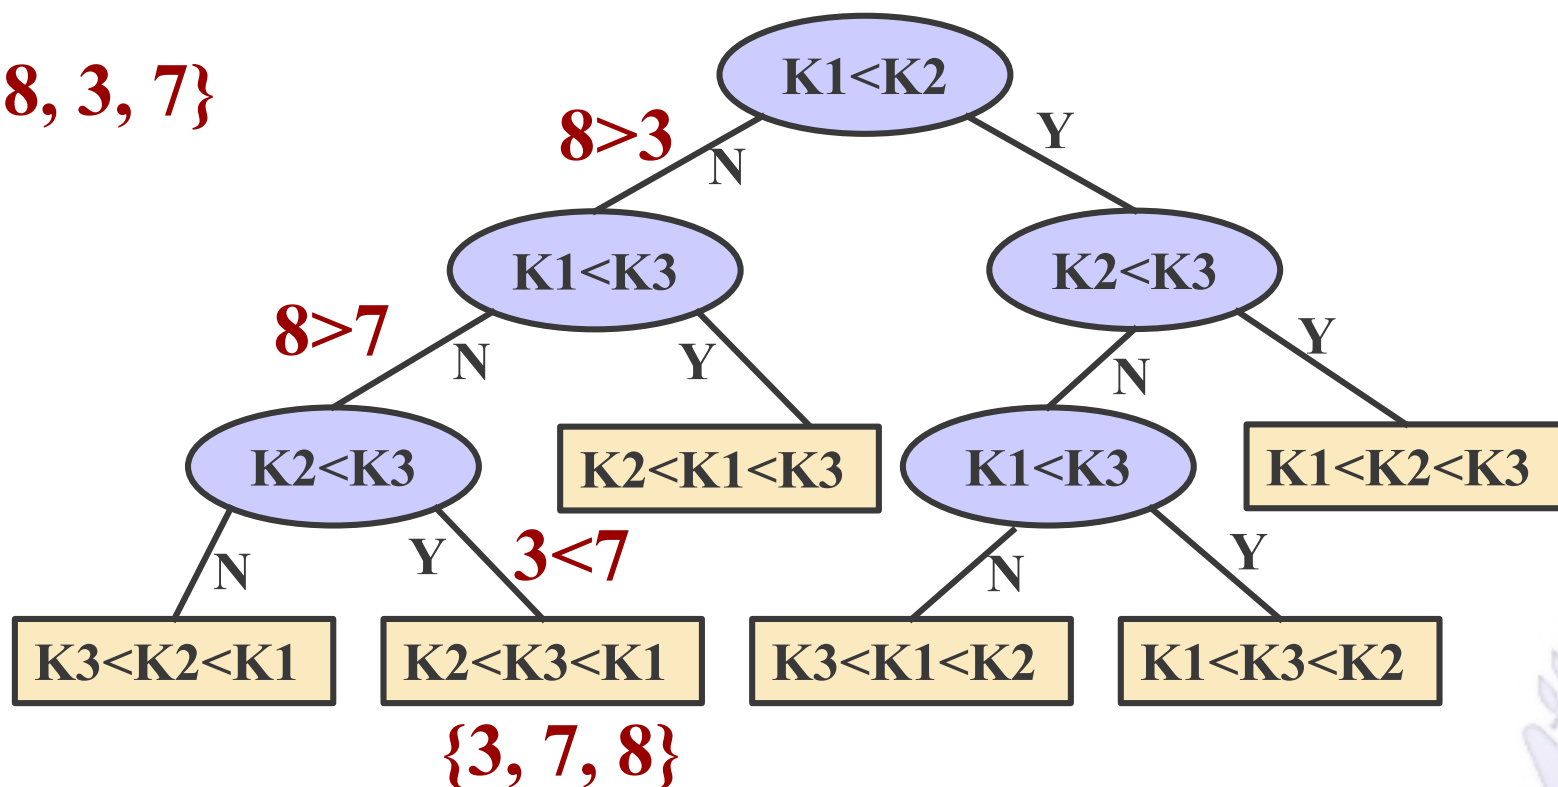 K1<K2
8, 3, 7}
8>3
N
Y
K1<K3
K2<K3
8>7
N
Y
N
Y
K2<K3
K2<K1<K3
K1<K3
K1<K2<K3
N
Y
3<7
N
Y
K3<K2<K1
K2<K3<K1
K3<K1<K2
K1<K3<K2
{3, 7, 8}